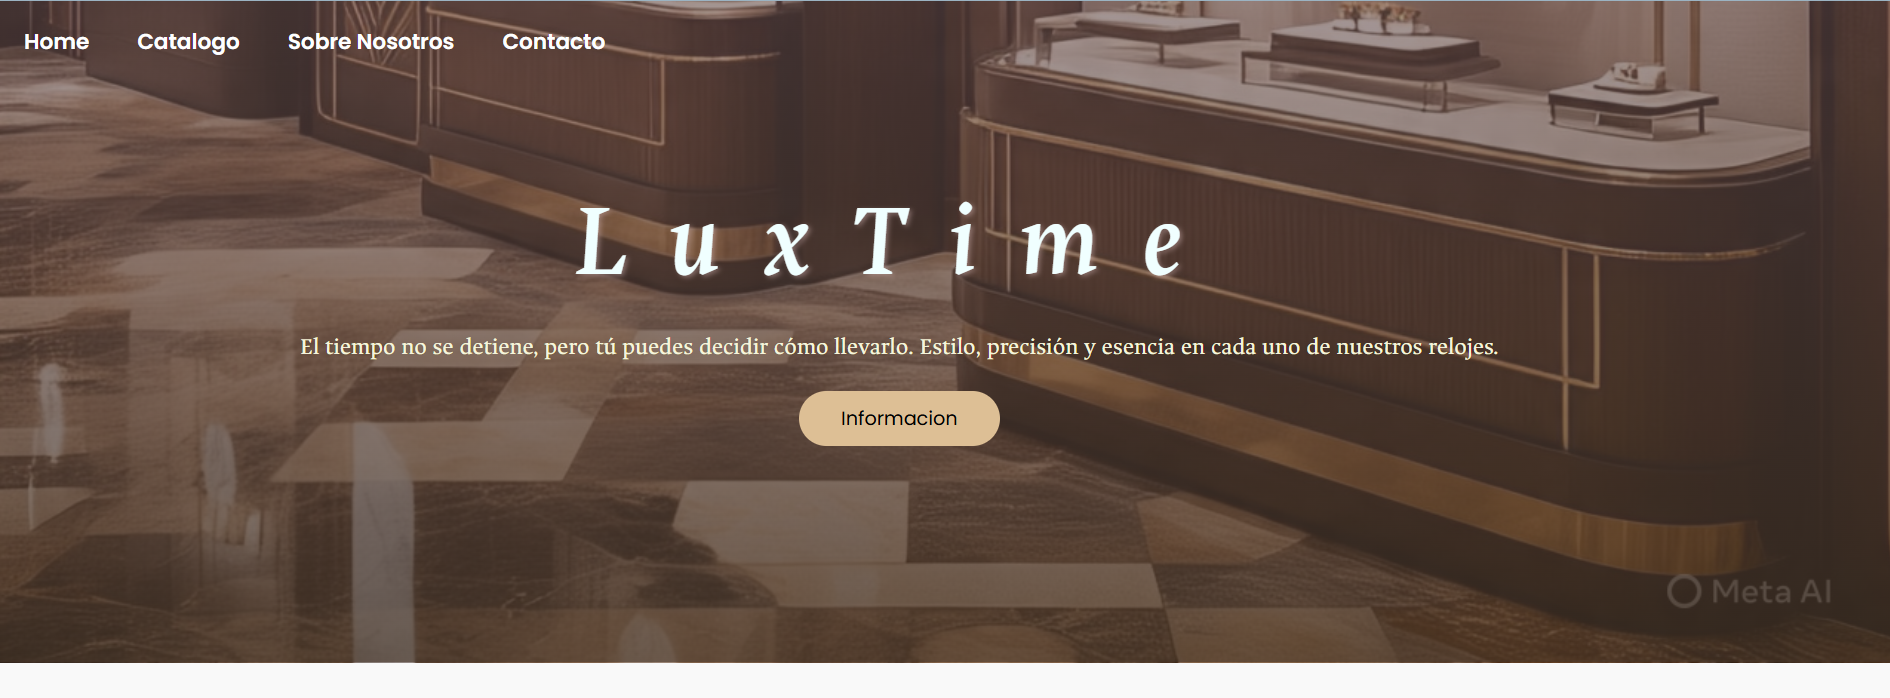 Home Catalogo Sobre Nosotros Contacto
LuxTime
El tiempo no se detiene, pero tú puedes decidir cómo llevarlo. Estilo, precisión y esencia en cada uno de nuestros relojes.
Informacion
Meta AI